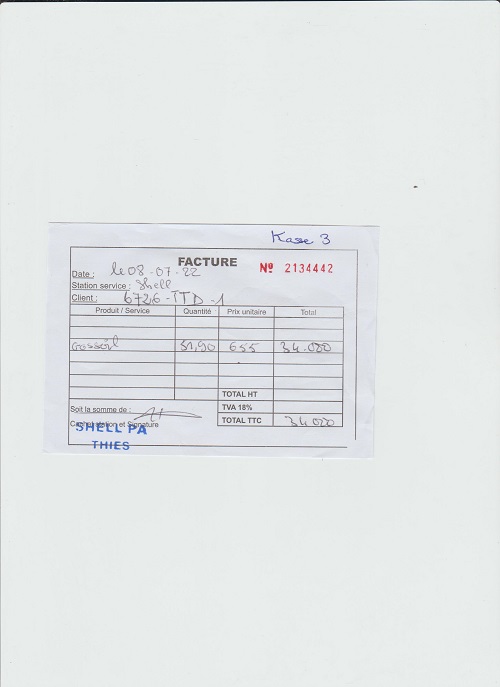 Kasse 3
FACTURE
Nº 2134442
Date : le 08-07-22
Station service : Shell
Client : 6726-TTD-1
Produit / Service Quantité Prix unitaire Total
Gasoil 51,90 655 34.000
TOTAL HT
Soit la somme de : TVA 18%
Cachet station et Signature TOTAL TTC 34000
SHELL PA
THIES